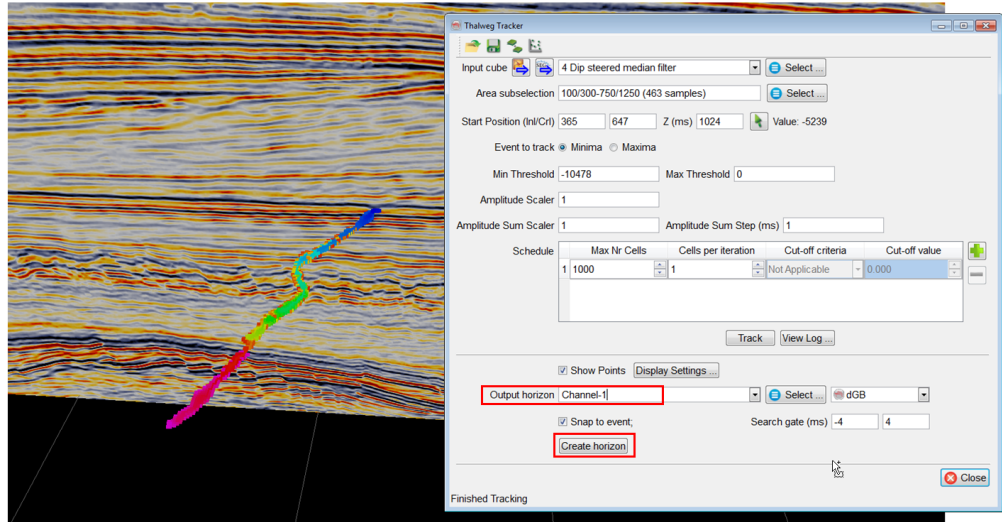 Thalweg Tracker
Input cube 4 Dip steered median filter Select ...
Area subselection 100/300-750/1250 (463 samples) Select ...
Start Position (Inl/Crl) 365 647 Z (ms) 1024 Value: -5239
Event to track Minima Maxima
Min Threshold -10478 Max Threshold 0
Amplitude Scaler 1
Amplitude Sum Scaler 1 Amplitude Sum Step (ms) 1
Schedule Max Nr Cells Cells per iteration Cut-off criteria Cut-off value
1 1000 1 Not Applicable 0.000
Track View Log ...
Show Points Display Settings ...
Output horizon Channel-1 Select ... dGB
Snap to event; Search gate (ms) -4 4
Create horizon
Close
Finished Tracking